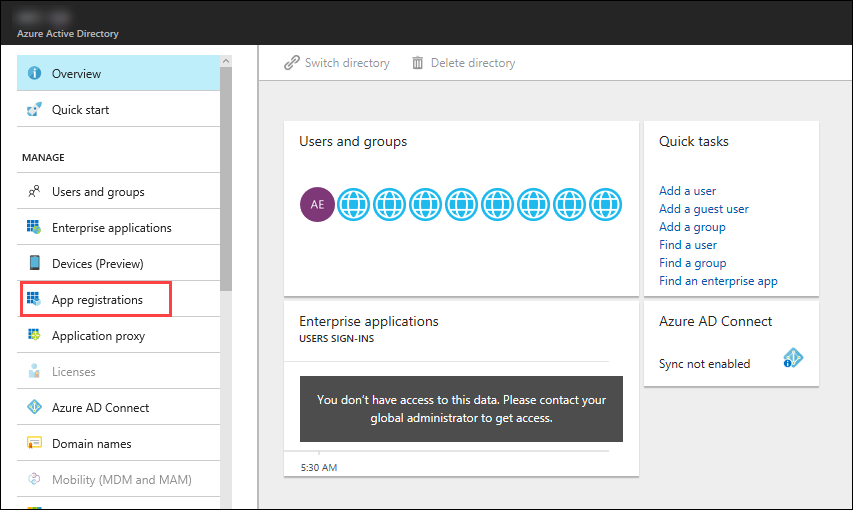 Azure Active Directory
Overview
Quick start
MANAGE
Users and groups
Enterprise applications
Devices (Preview)
App registrations
Application proxy
Licenses
Azure AD Connect
Domain names
Mobility (MDM and MAM)
Switch directory
Delete directory
Users and groups
AE
Quick tasks
Add a user
Add a guest user
Add a group
Find a user
Find a group
Find an enterprise app
Enterprise applications
USERS SIGN-INS
You don't have access to this data. Please contact your
global administrator to get access.
5:30 AM
Azure AD Connect
Sync not enabled